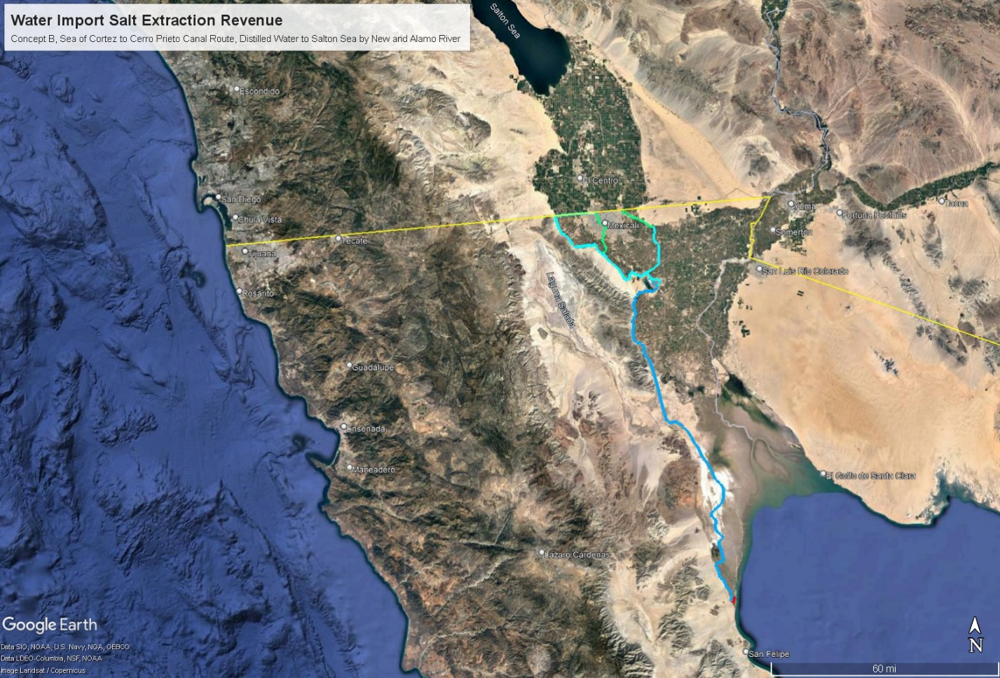 Water Import Salt Extraction Revenue
Concept B, Sea of Cortez to Cerro Prieto Canal Route, Distilled Water to Salton Sea by New and Alamo River
Salton Sea
Escondido
El Centro
San Diego
Chula Vista
Mexicali
Yuma
Tacna
Fortuna Foothills
Somerton
Tecate
Tijuana
San Luis Río Colorado
Rosarito
Laguna Salada
Guadalupe
Ensenada
Maneadero
El Golfo de Santa Clara
Lázaro Cárdenas
San Felipe
Google Earth
Data SIO, NOAA, U.S. Navy, NGA, GEBCO
Data LDEO-Columbia, NSF, NOAA
Image Landsat / Copernicus
N
60 mi